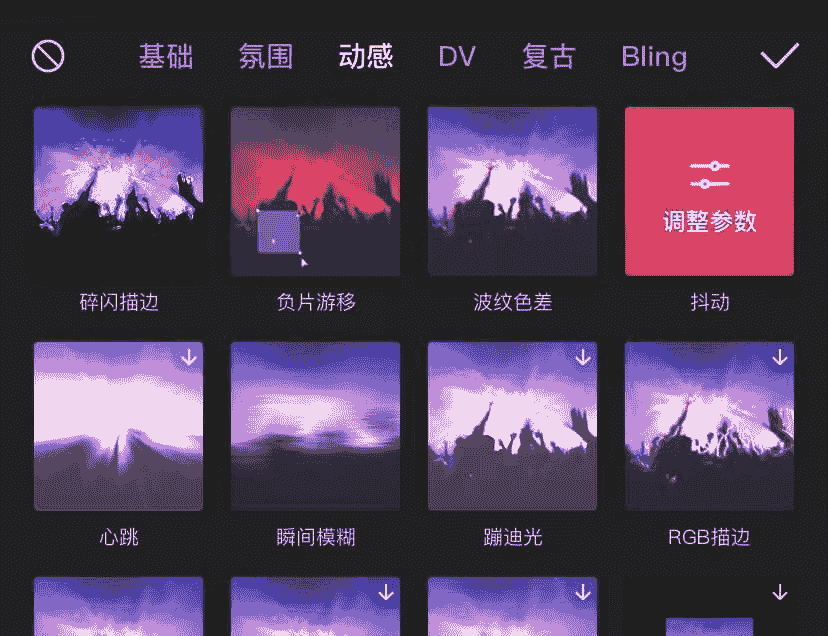 基础 氛围 动感 DV 复古 Bling
调整参数
碎闪描边 负片游移 波纹色差 抖动
心跳 瞬间模糊 蹦迪光 RGB描边